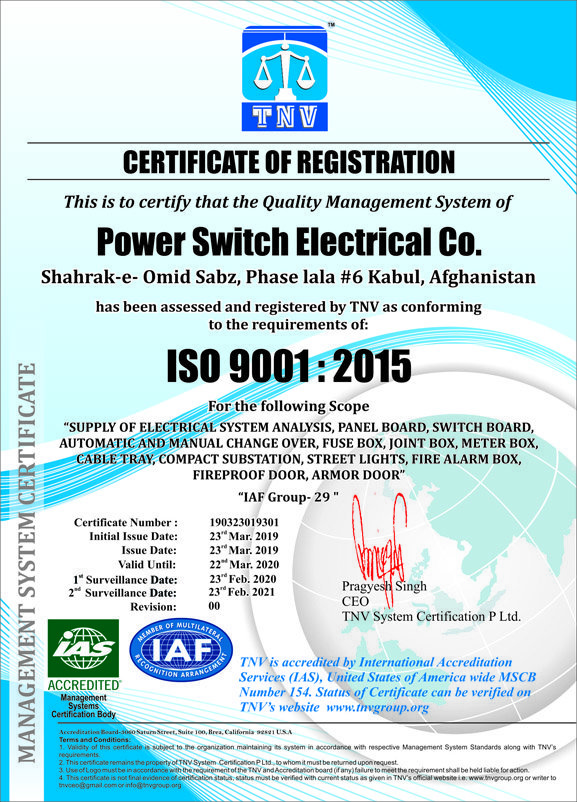 TM
TNV
CERTIFICATE OF REGISTRATION
This is to certify that the Quality Management System of
Power Switch Electrical Co.
Shahrak-e- Omid Sabz, Phase lala #6 Kabul, Afghanistan
has been assessed and registered by TNV as conforming
to the requirements of:
ISO 9001 : 2015
For the following Scope
“SUPPLY OF ELECTRICAL SYSTEM ANALYSIS, PANEL BOARD, SWITCH BOARD,
AUTOMATIC AND MANUAL CHANGE OVER, FUSE BOX, JOINT BOX, METER BOX,
CABLE TRAY, COMPACT SUBSTATION, STREET LIGHTS, FIRE ALARM BOX,
FIREPROOF DOOR, ARMOR DOOR”
“IAF Group- 29 "
Certificate Number : 190323019301
Initial Issue Date: 23rd Mar. 2019
Issue Date: 23rd Mar. 2019
Valid Until: 22nd Mar. 2020
1st Surveillance Date: 23rd Feb. 2020
2nd Surveillance Date: 23rd Feb. 2021
Revision: 00
Pragyesh Singh
CEO
TNV System Certification P Ltd.
MANAGEMENT SYSTEM CERTIFICATE
IAS
ACCREDITED
Management
Systems
Certification Body
MEMBER OF MULTILATERAL
IAF
RECOGNITION ARRANGEMENT
TNV is accredited by International Accreditation
Services (IAS), United States of America wide MSCB
Number 154. Status of Certificate can be verified on
TNV's website www.tnvgroup.org
Accreditation Board-3060 Saturn Street, Suite 100, Brea, California 92821 U.S.A
Terms and Conditions:
1. Validity of this certificate is subject to the organization maintaining its system in accordance with respective Management System Standards along with TNV's
requirements.
2. This certificate remains the property of TNV System Certification P Ltd., to whom it must be returned upon request.
3. Use of Logo must be in accordance with the requirement of the TNV and Accreditation board (if any) failure to meet the requirement shall be held liable for action.
4. This certificate is not final evidence of certification status; status must be verified with current status as given in TNV's official website i.e. www.tnvgroup.org or writer to
tnvceo@gmail.com or info@tnvgroup.org